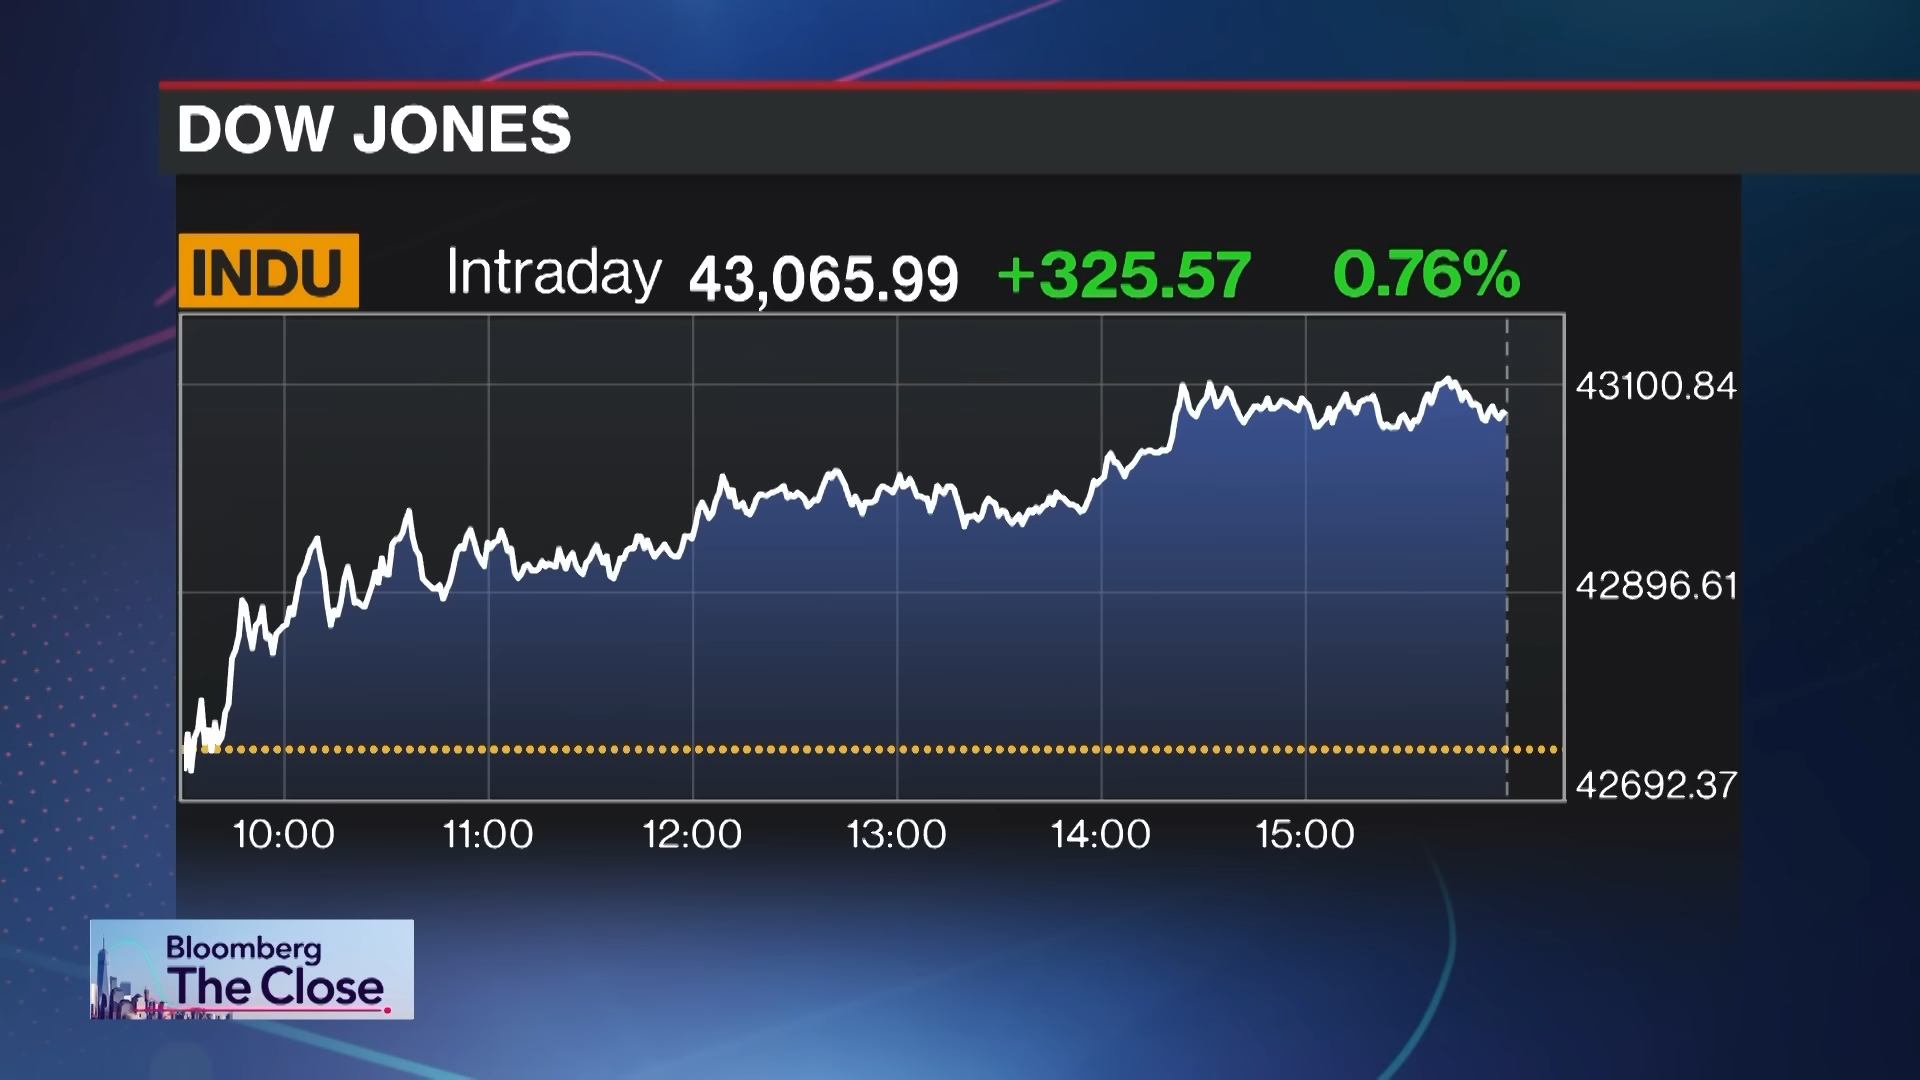 DOW JONES
INDU Intraday 43,065.99 +325.57 0.76%
43100.84
42896.61
42692.37
10:00 11:00 12:00 13:00 14:00 15:00
Bloomberg
The Close